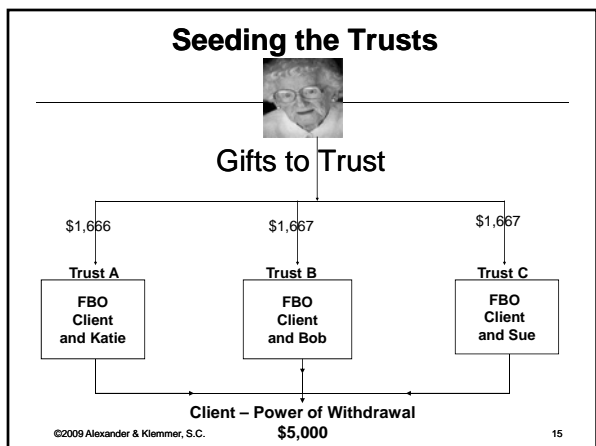 Seeding the Trusts
Gifts to Trust
$1,666
$1,667
$1,667
Trust A
FBO
Client
and Katie
Trust B
FBO
Client
and Bob
Trust C
FBO
Client
and Sue
Client – Power of Withdrawal
$5,000
©2009 Alexander & Klemmer, S.C.
15